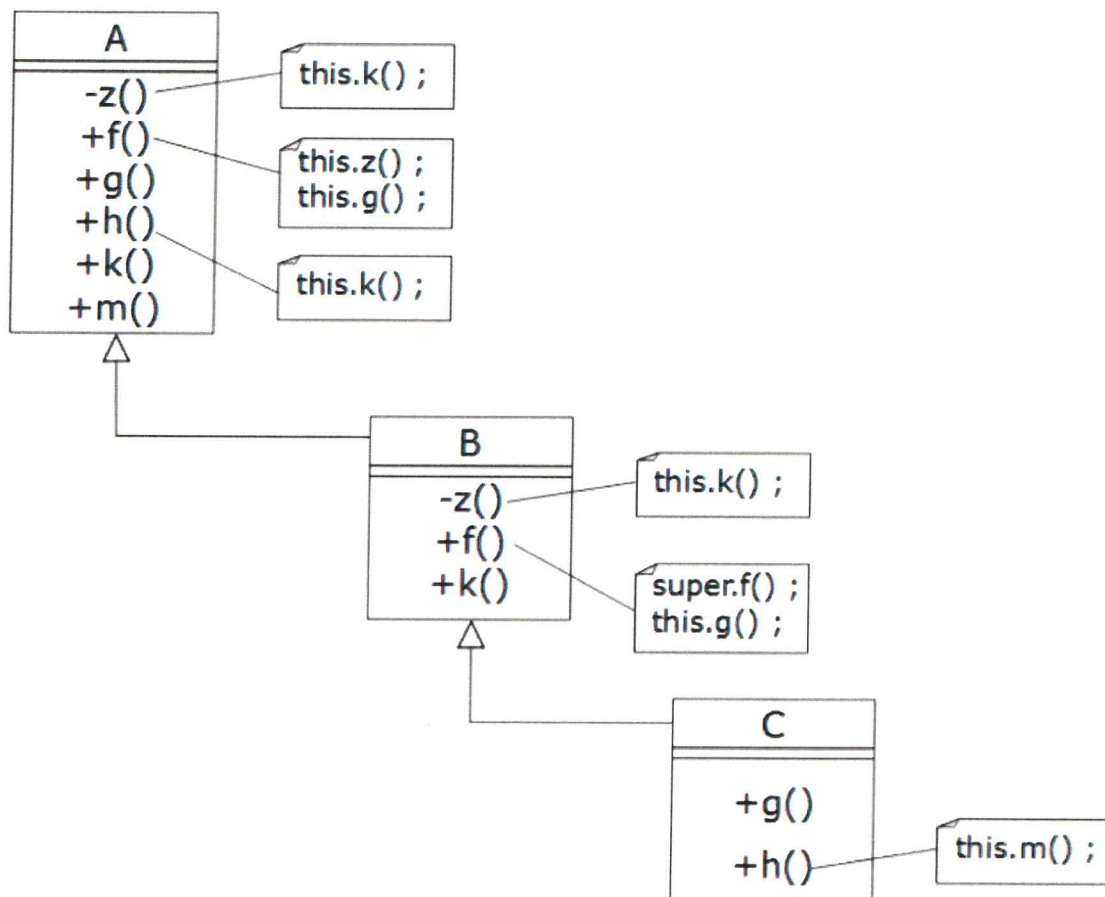 A
-z()
this.k() ;
+f()
this.z() ;
this.g() ;
+g()
+h()
this.k() ;
+k()
+m()
B
-z()
this.k() ;
+f()
super.f() ;
this.g() ;
+k()
C
+g()
+h()
this.m() ;